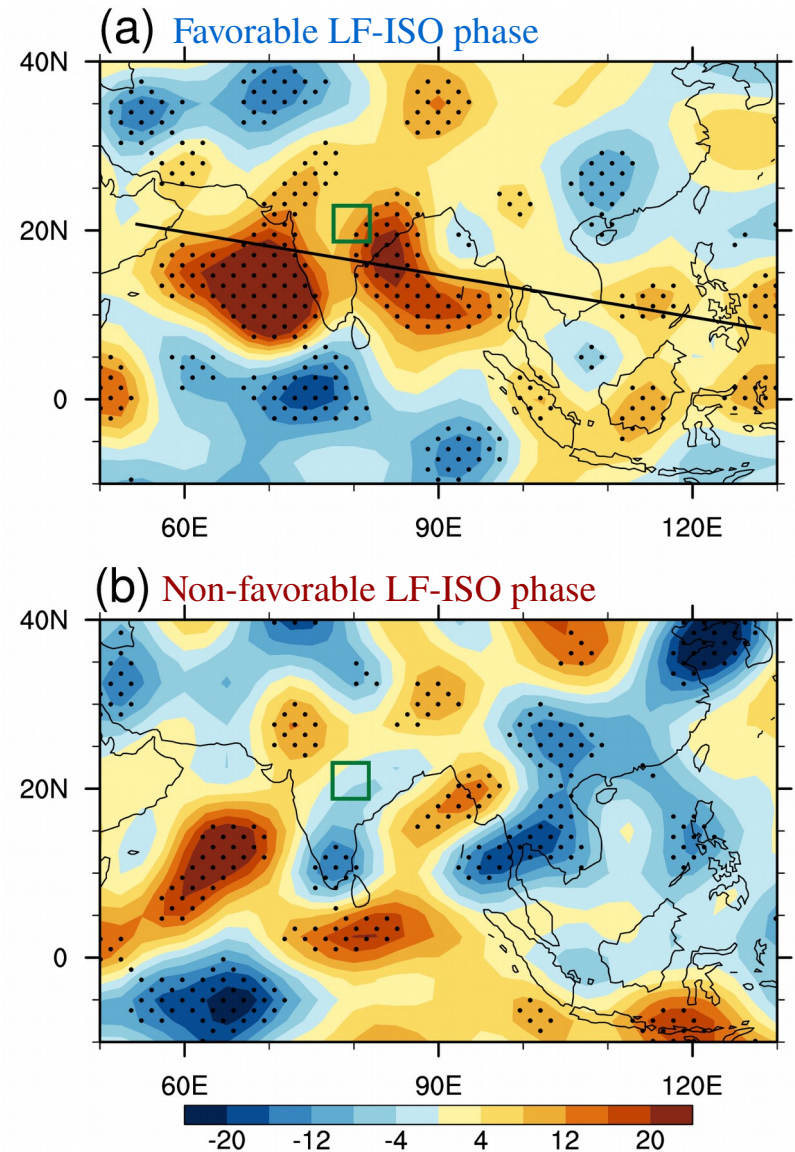 (a) Favorable LF-ISO phase
40N
20N
0
60E 90E 120E
(b) Non-favorable LF-ISO phase
40N
20N
0
60E 90E 120E
-20 -12 -4 4 12 20